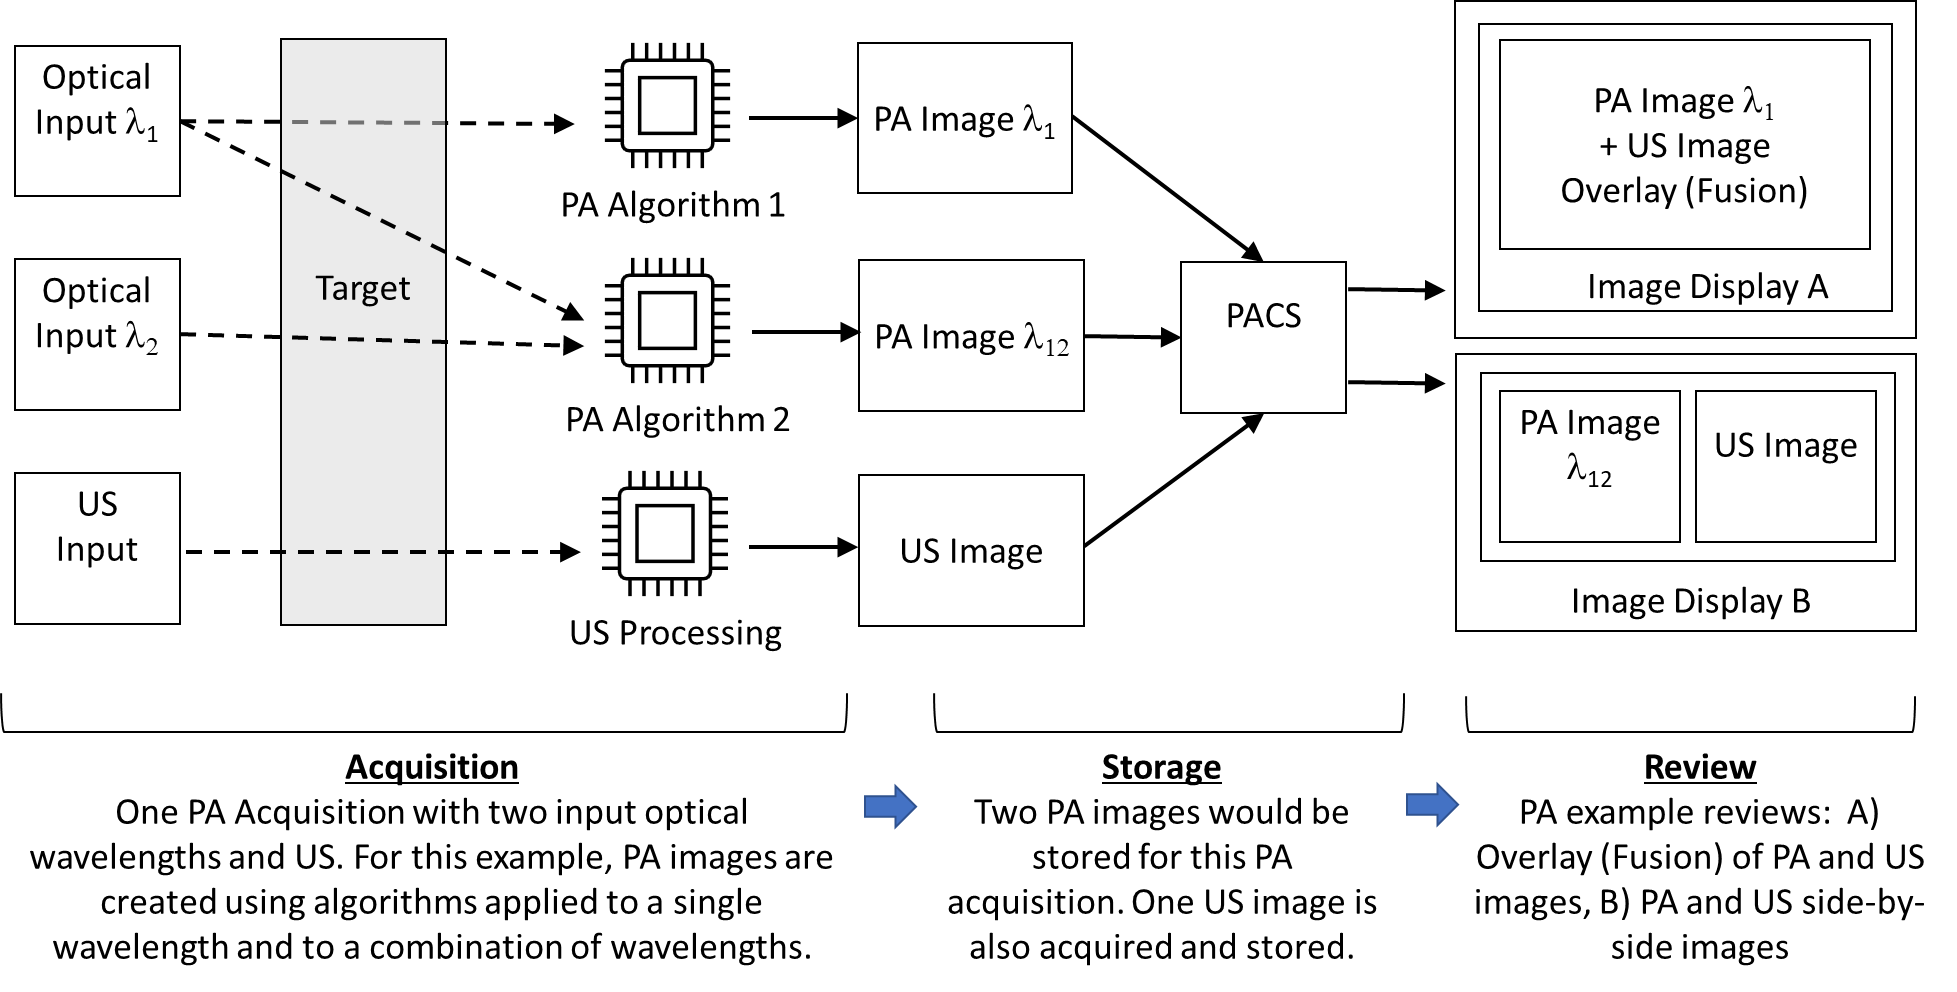 Optical
Input λ1
Optical
Input λ2
US
Input
Target
PA Algorithm 1
PA Algorithm 2
US Processing
PA Image λ1
PA Image λ12
US Image
PACS
PA Image λ1
+ US Image
Overlay (Fusion)
Image Display A
PA Image
λ12
US Image
Image Display B
Acquisition
One PA Acquisition with two input optical
wavelengths and US. For this example, PA images are
created using algorithms applied to a single
wavelength and to a combination of wavelengths.
Storage
Two PA images would be
stored for this PA
acquisition. One US image is
also acquired and stored.
Review
PA example reviews:  A)
Overlay (Fusion) of PA and US
images, B) PA and US side-by-
side images